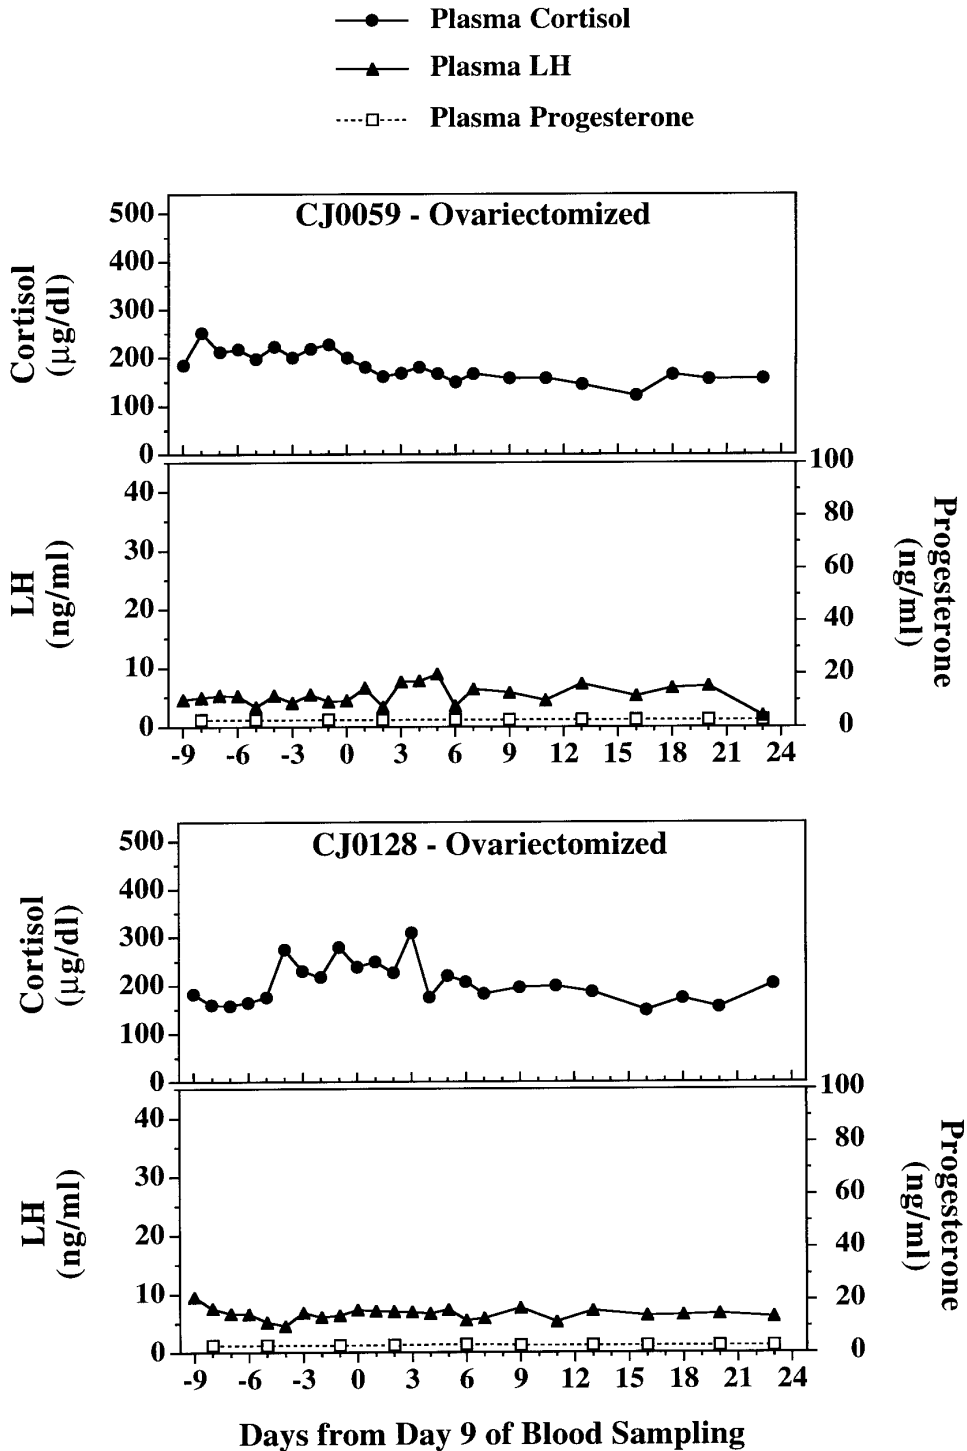 Plasma Cortisol
Plasma LH
Plasma Progesterone
CJ0059 - Ovariectomized
500
400
300
200
100
0
Cortisol
(μg/dl)
40
30
20
10
0
LH
(ng/ml)
100
80
60
40
20
0
Progesterone
(ng/ml)
-9 -6 -3 0 3 6 9 12 15 18 21 24
CJ0128 - Ovariectomized
500
400
300
200
100
0
Cortisol
(μg/dl)
40
30
20
10
0
LH
(ng/ml)
100
80
60
40
20
0
Progesterone
(ng/ml)
-9 -6 -3 0 3 6 9 12 15 18 21 24
Days from Day 9 of Blood Sampling